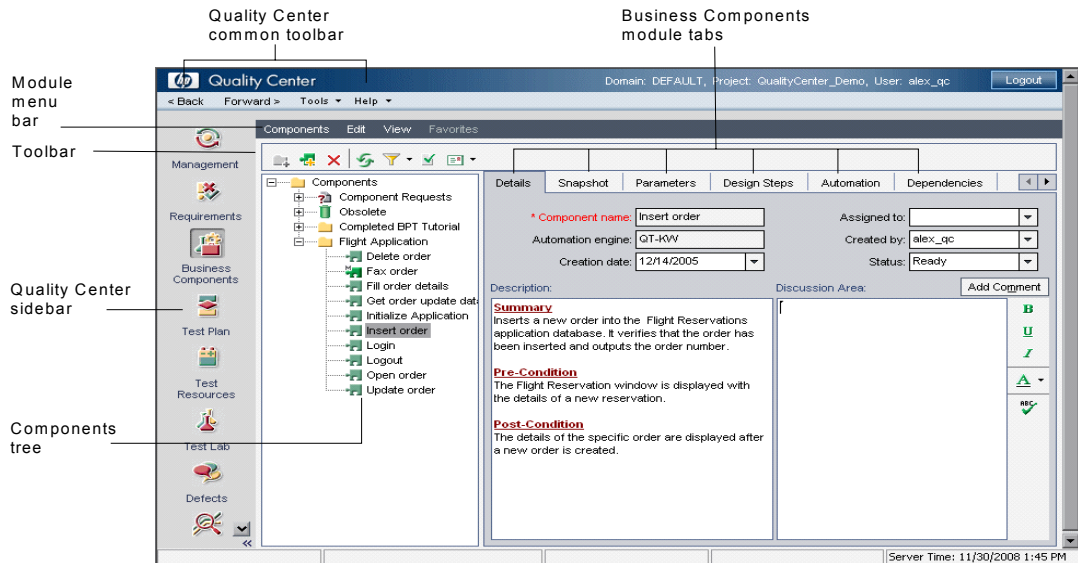 Quality Center
common toolbar
Business Components
module tabs
Module
menu
bar
Toolbar
Quality Center
sidebar
Components
tree
hp Quality Center
Domain: DEFAULT, Project: QualityCenter_Demo, User: alex_qc
Logout
< Back Forward > Tools Help
Components Edit View Favorites
Management
Requirements
Business
Components
Test Plan
Test
Resources
Test Lab
Defects
Components
Component Requests
Obsolete
Completed BPT Tutorial
Flight Application
Delete order
Fax order
Fill order details
Get order update dat
Initialize Application
Insert order
Login
Logout
Open order
Update order
Details Snapshot Parameters Design Steps Automation Dependencies
* Component name: Insert order
Assigned to:
Automation engine: QT-KW
Created by: alex_qc
Creation date: 12/14/2005
Status: Ready
Description:
Discussion Area:
Add Comment
Summary
Inserts a new order into the Flight Reservations
application database. It verifies that the order has
been inserted and outputs the order number.
Pre-Condition
The Flight Reservation window is displayed with
the details of a new reservation.
Post-Condition
The details of the specific order are displayed after
a new order is created.
B
U
I
A
ABC
Server Time: 11/30/2008 1:45 PM